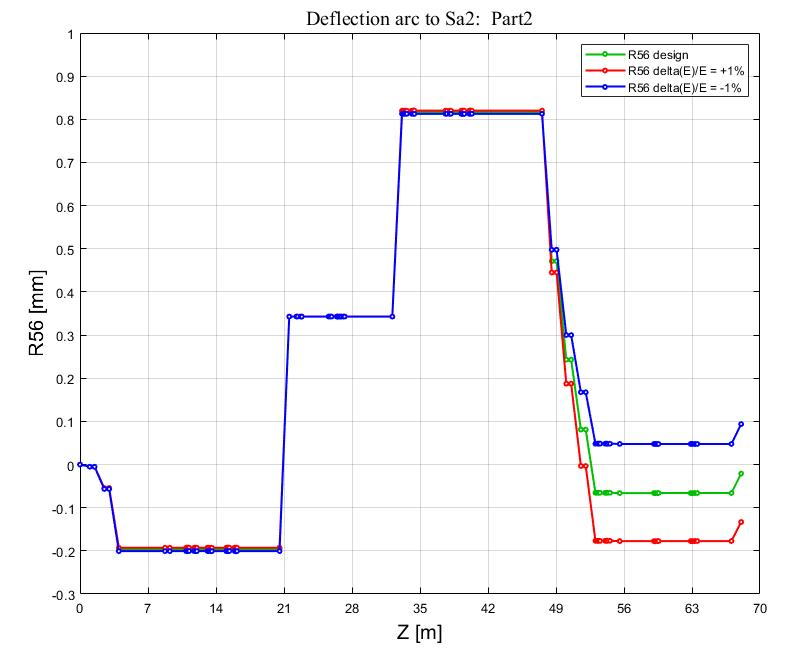 Deflection arc to Sa2: Part2
R56 design
R56 delta(E)/E = +1%
R56 delta(E)/E = -1%
1
0.9
0.8
0.7
0.6
0.5
0.4
0.3
0.2
0.1
0
-0.1
-0.2
-0.3
R56 [mm]
0 7 14 21 28 35 42 49 56 63 70
Z [m]